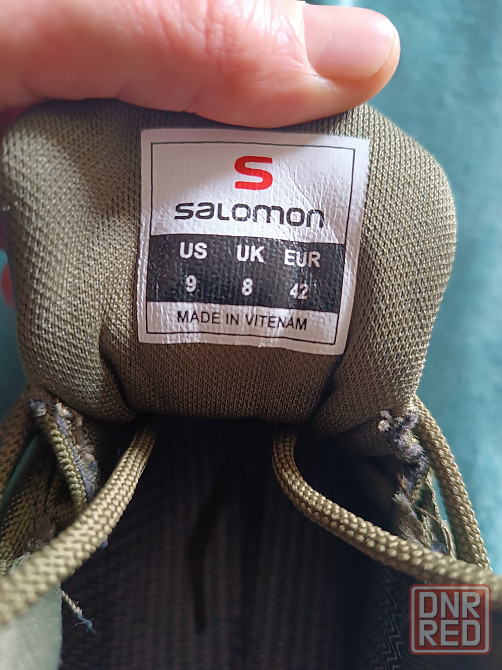 S
salomon
US UK EUR
9 8 42
MADE IN VITENAM
DNR
RED